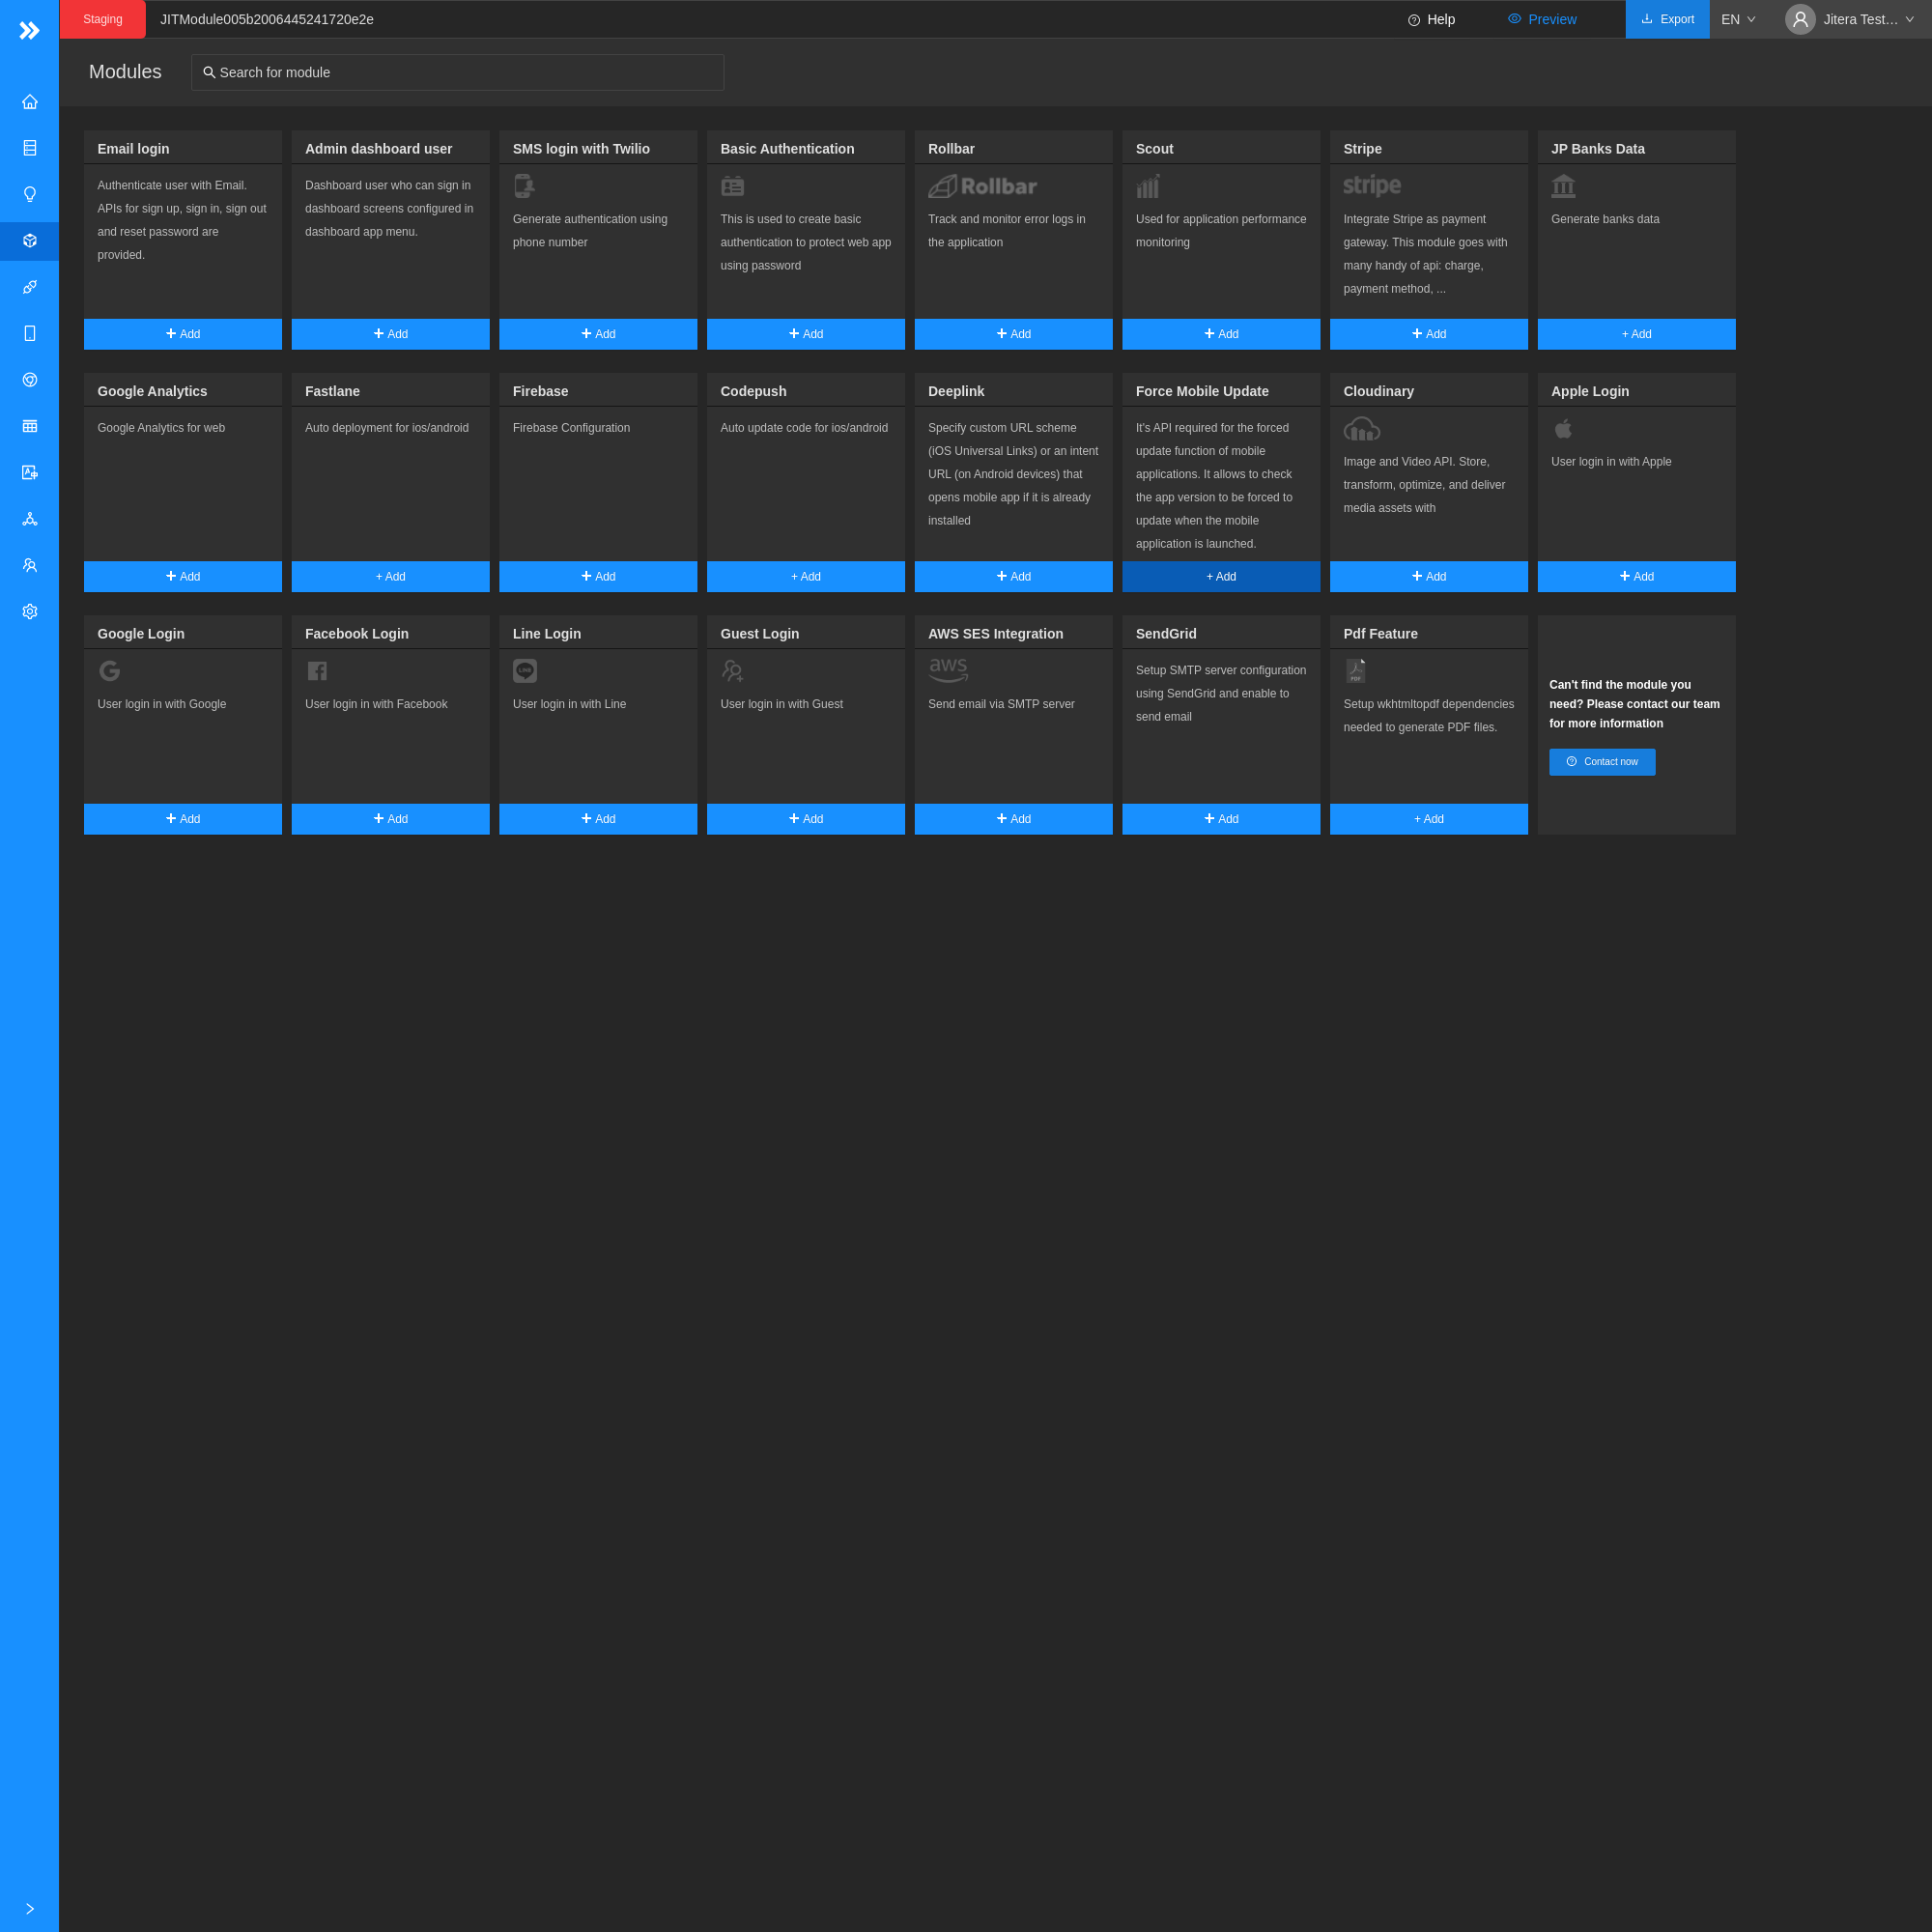 Staging
JITModule005b2006445241720e2e
Help
Preview
Export
EN
Jitera Test…
Modules
Search for module
Email login
Authenticate user with Email.
APIs for sign up, sign in, sign out
and reset password are
provided.
+ Add
Admin dashboard user
Dashboard user who can sign in
dashboard screens configured in
dashboard app menu.
+ Add
SMS login with Twilio
Generate authentication using
phone number
+ Add
Basic Authentication
This is used to create basic
authentication to protect web app
using password
+ Add
Rollbar
Rollbar
Track and monitor error logs in
the application
+ Add
Scout
Used for application performance
monitoring
+ Add
Stripe
stripe
Integrate Stripe as payment
gateway. This module goes with
many handy of api: charge,
payment method, ...
+ Add
JP Banks Data
Generate banks data
+ Add
Google Analytics
Google Analytics for web
+ Add
Fastlane
Auto deployment for ios/android
+ Add
Firebase
Firebase Configuration
+ Add
Codepush
Auto update code for ios/android
+ Add
Deeplink
Specify custom URL scheme
(iOS Universal Links) or an intent
URL (on Android devices) that
opens mobile app if it is already
installed
+ Add
Force Mobile Update
It's API required for the forced
update function of mobile
applications. It allows to check
the app version to be forced to
update when the mobile
application is launched.
+ Add
Cloudinary
Image and Video API. Store,
transform, optimize, and deliver
media assets with
+ Add
Apple Login
User login in with Apple
+ Add
Google Login
G
User login in with Google
+ Add
Facebook Login
User login in with Facebook
+ Add
Line Login
LINE
User login in with Line
+ Add
Guest Login
User login in with Guest
+ Add
AWS SES Integration
aws
Send email via SMTP server
+ Add
SendGrid
Setup SMTP server configuration
using SendGrid and enable to
send email
+ Add
Pdf Feature
PDF
Setup wkhtmltopdf dependencies
needed to generate PDF files.
+ Add
Can't find the module you
need? Please contact our team
for more information
Contact now